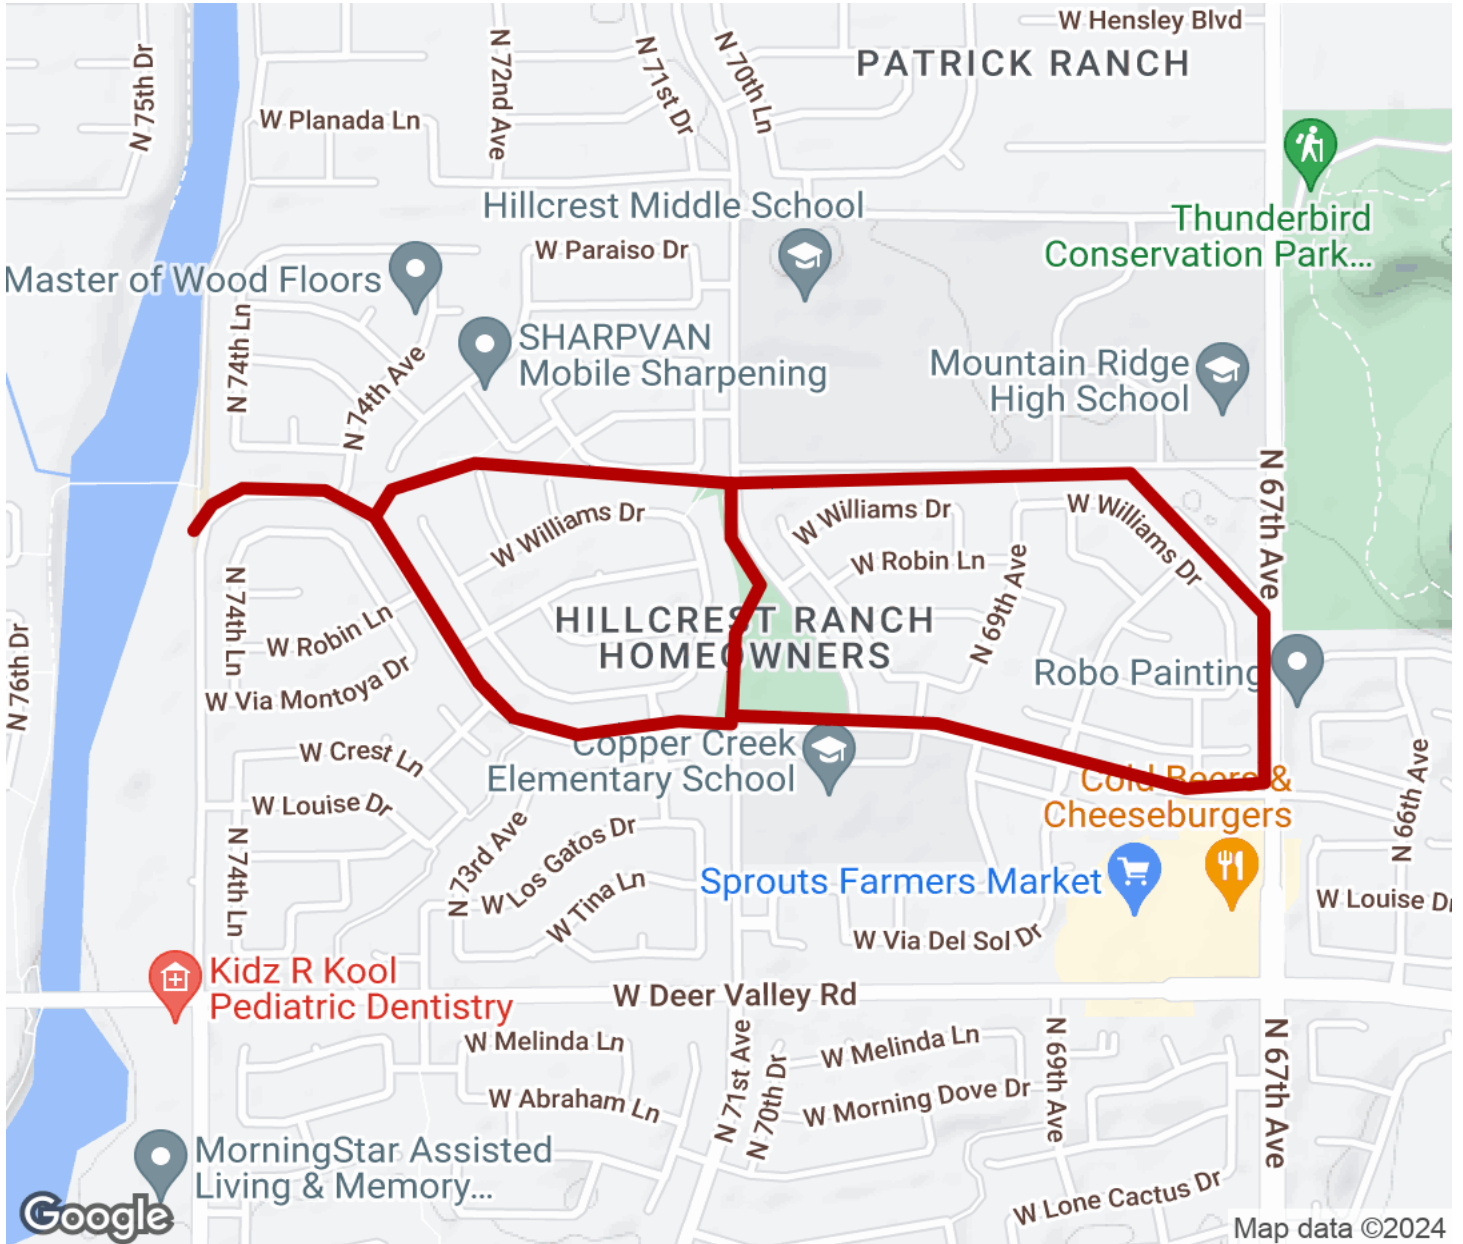 W Hensley Blvd
PATRICK RANCH
N 75th Dr
N 72nd Ave
N 71st Dr
N 70th Ln
W Planada Ln
Hillcrest Middle School
Thunderbird
Conservation Park...
W Paraiso Dr
Master of Wood Floors
N 74th Ln
N 74th Ave
SHARPVAN
Mobile Sharpening
Mountain Ridge
High School
N 67th Ave
W Williams Dr
W Williams Dr
W Williams Dr
W Robin Ln
N 69th Ave
N 74th Ln
W Robin Ln
HILLCREST RANCH
HOMEOWNERS
N 76th Dr
W Via Montoya Dr
Robo Painting
W Crest Ln
Copper Creek
Elementary School
Cold Beers &
Cheeseburgers
N 66th Ave
W Louise Dr
N 74th Ln
N 73rd Ave
W Los Gatos Dr
W Tina Ln
Sprouts Farmers Market
W Louise Dr
W Via Del Sol Dr
Kidz R Kool
Pediatric Dentistry
W Deer Valley Rd
W Melinda Ln
N 71st Ave
N 70th Dr
W Melinda Ln
N 69th Ave
N 67th Ave
W Abraham Ln
W Morning Dove Dr
MorningStar Assisted
Living & Memory...
W Lone Cactus Dr
Google
Map data ©2024